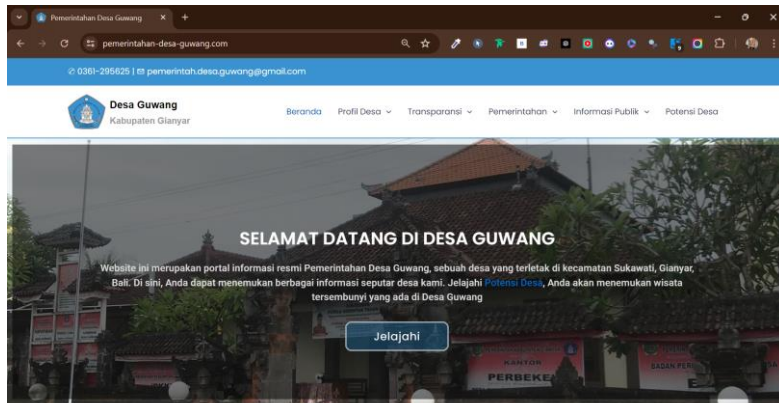 Pemerintahan Desa Guwang
pemerintahan-desa-guwang.com
0361-295625 | pemerintah.desa.guwang@gmail.com
Desa Guwang
Kabupaten Gianyar
Beranda Profil Desa Transparansi Pemerintahan Informasi Publik Potensi Desa
SELAMAT DATANG DI DESA GUWANG
Website ini merupakan portal informasi resmi Pemerintahan Desa Guwang, sebuah desa yang terletak di kecamatan Sukawati, Gianyar,
Bali. Di sini, Anda dapat menemukan berbagai informasi seputar desa kami. Jelajahi Potensi Desa, Anda akan menemukan wisata
tersembunyi yang ada di Desa Guwang
Jelajahi
KANTOR
PERBEKE